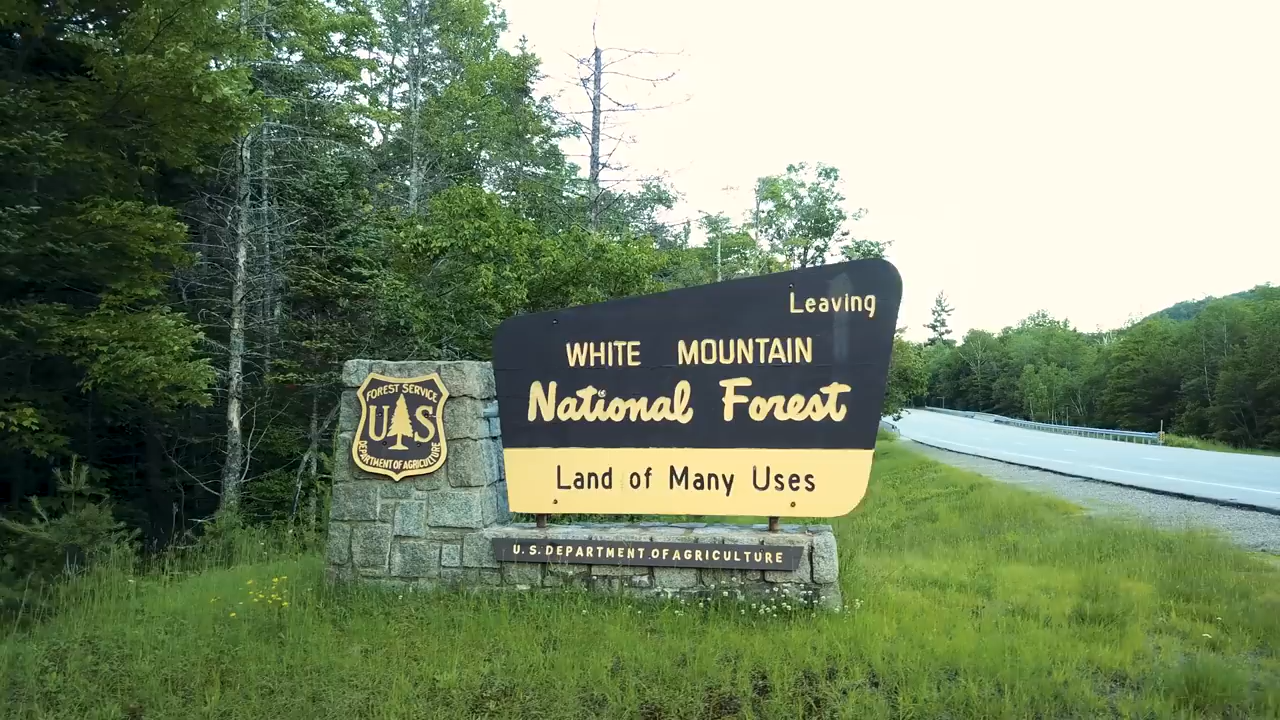 Leaving
WHITE MOUNTAIN
National Forest
Land of Many Uses
FOREST SERVICE
U S
DEPARTMENT OF AGRICULTURE
U.S. DEPARTMENT OF AGRICULTURE